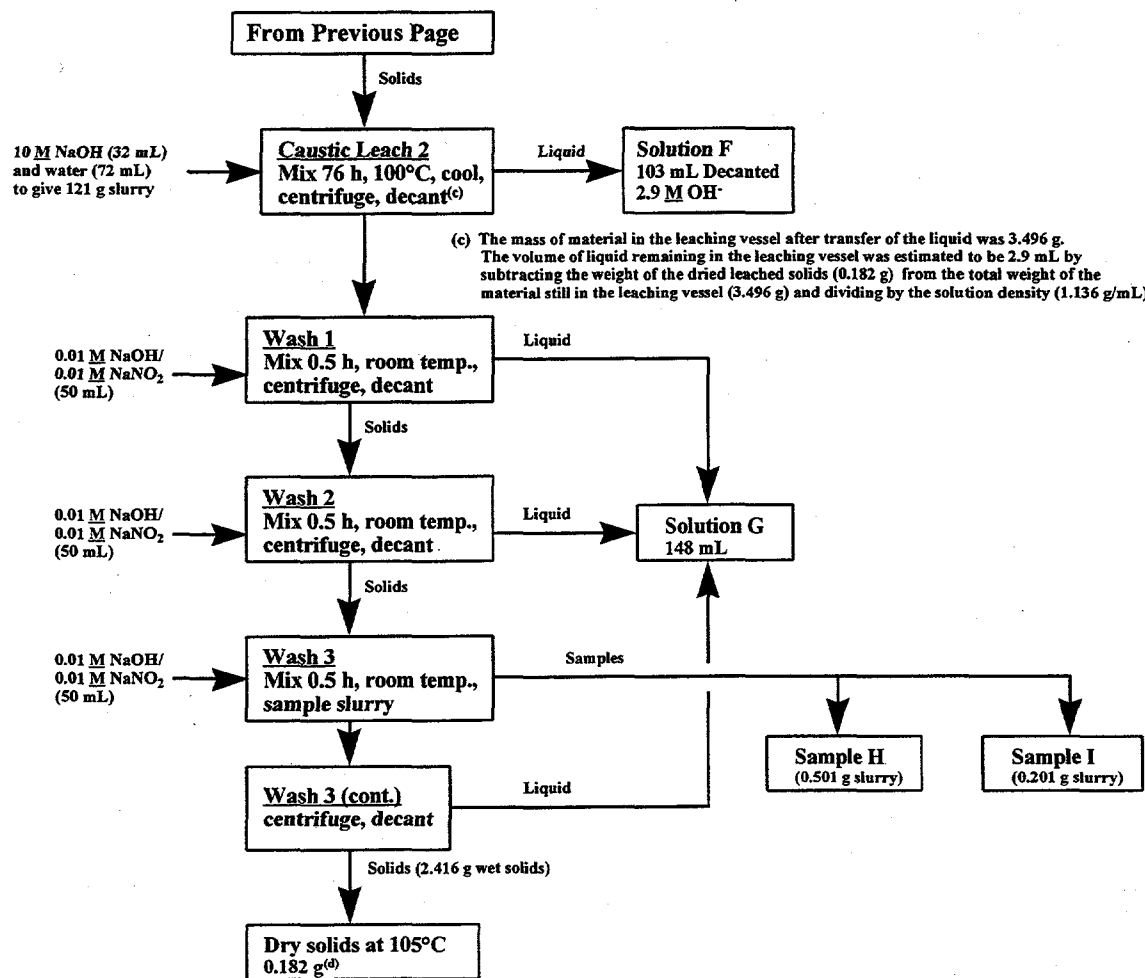 From Previous Page
Solids
10 M NaOH (32 mL)
and water (72 mL)
to give 121 g slurry
Caustic Leach 2
Mix 76 h, 100°C, cool,
centrifuge, decant(c)
Liquid
Solution F
103 mL Decanted
2.9 M OH-
(c) The mass of material in the leaching vessel after transfer of the liquid was 3.496 g.
The volume of liquid remaining in the leaching vessel was estimated to be 2.9 mL by
subtracting the weight of the dried leached solids (0.182 g) from the total weight of the
material still in the leaching vessel (3.496 g) and dividing by the solution density (1.136 g/mL)
0.01 M NaOH/
0.01 M NaNO2
(50 mL)
Wash 1
Mix 0.5 h, room temp.,
centrifuge, decant
Liquid
Solids
0.01 M NaOH/
0.01 M NaNO2
(50 mL)
Wash 2
Mix 0.5 h, room temp.,
centrifuge, decant
Liquid
Solution G
148 mL
Solids
0.01 M NaOH/
0.01 M NaNO2
(50 mL)
Wash 3
Mix 0.5 h, room temp.,
sample slurry
Samples
Sample H
(0.501 g slurry)
Sample I
(0.201 g slurry)
Wash 3 (cont.)
centrifuge, decant
Liquid
Solids (2.416 g wet solids)
Dry solids at 105°C
0.182 g(d)